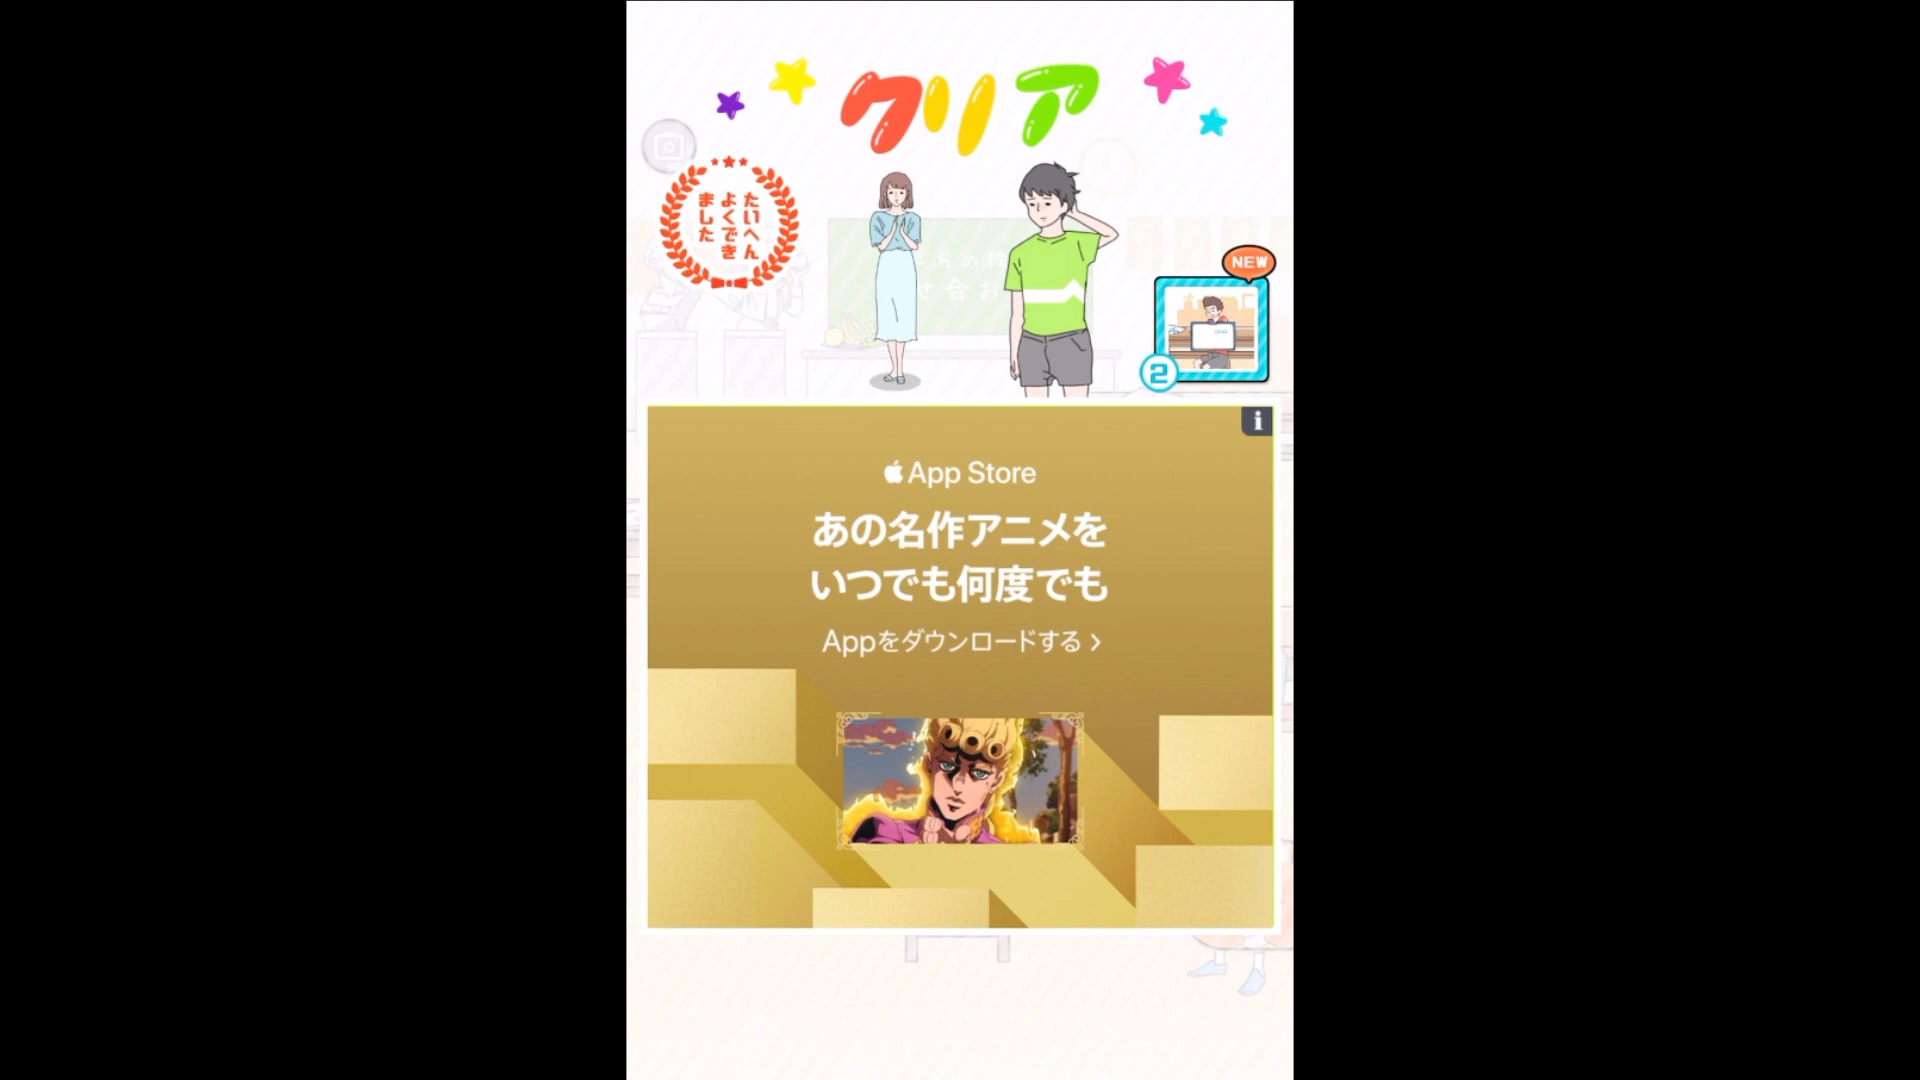 クリア
たいへん
よくでき
ました
NEW
2
App Store
あの名作アニメを
いつでも何度でも
Appをダウンロードする